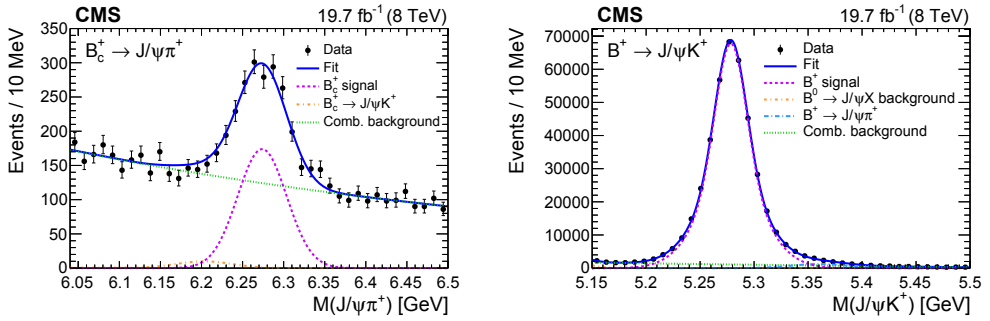 CMS 19.7 fb⁻¹ (8 TeV)
B_c⁺ → J/ψπ⁺
Data
Fit
B_c⁺ signal
B_c⁺ → J/ψK⁺
Comb. background
Events / 10 MeV
350
300
250
200
150
100
50
0
6.05 6.1 6.15 6.2 6.25 6.3 6.35 6.4 6.45 6.5
M(J/ψπ⁺) [GeV]
CMS 19.7 fb⁻¹ (8 TeV)
B⁺ → J/ψK⁺
Data
Fit
B⁺ signal
B⁰ → J/ψX background
B⁺ → J/ψπ⁺
Comb. background
Events / 10 MeV
70000
60000
50000
40000
30000
20000
10000
0
5.15 5.2 5.25 5.3 5.35 5.4 5.45 5.5
M(J/ψK⁺) [GeV]